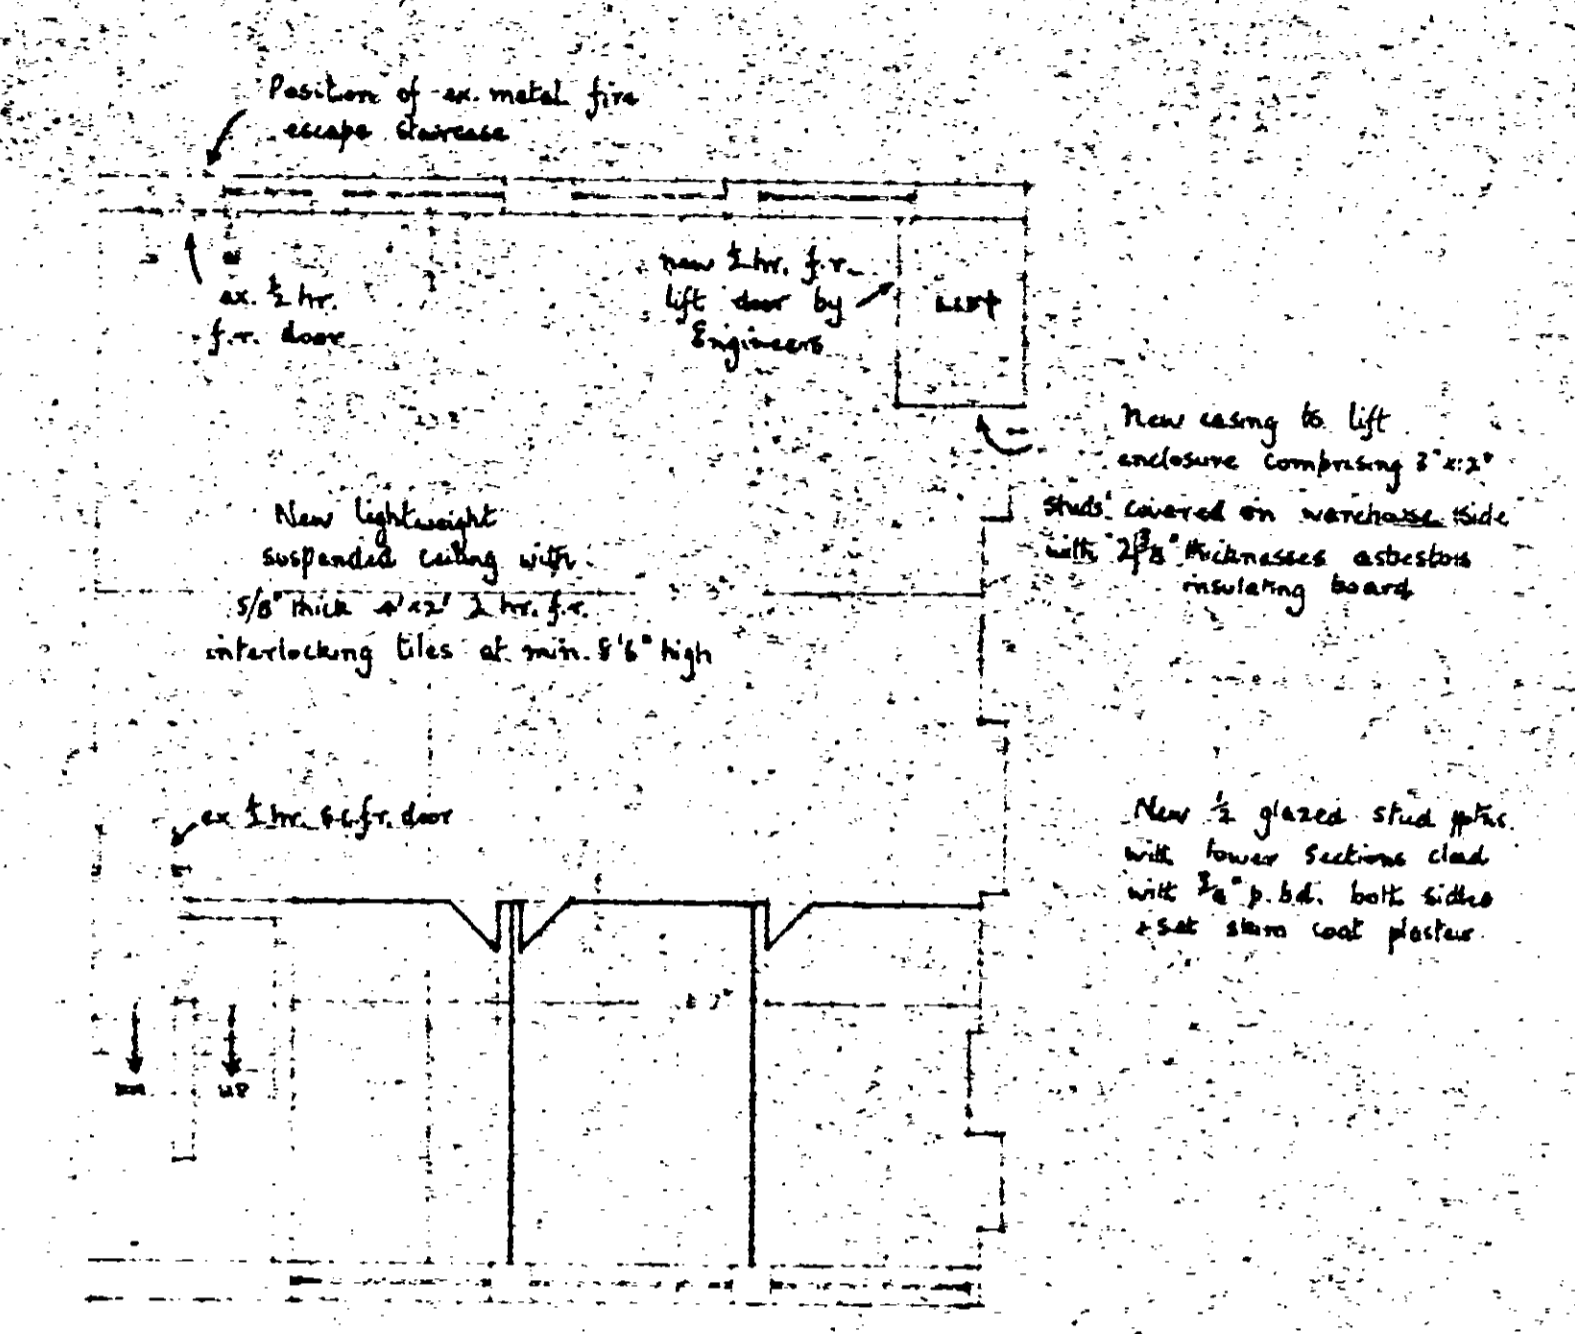 Position of ex. metal fire
escape staircase
ex. ½ hr.
f.r. door
new ½ hr. f.r.
lift door by
Engineers
LIFT
New casing to lift
enclosure comprising 3" x 2"
studs covered on warehouse side
with 2/3/8" thicknesses asbestos
insulating board
New lightweight
suspended ceiling with
5/8" thick 4'x2' ½ hr. f.r.
interlocking tiles at min. 8'6" high
ex ½ hr. s.c. f.r. door
New ½ glazed stud ptns.
with lower sections clad
with p. bd. both sides
+ set skim coat plaster
DN
UP